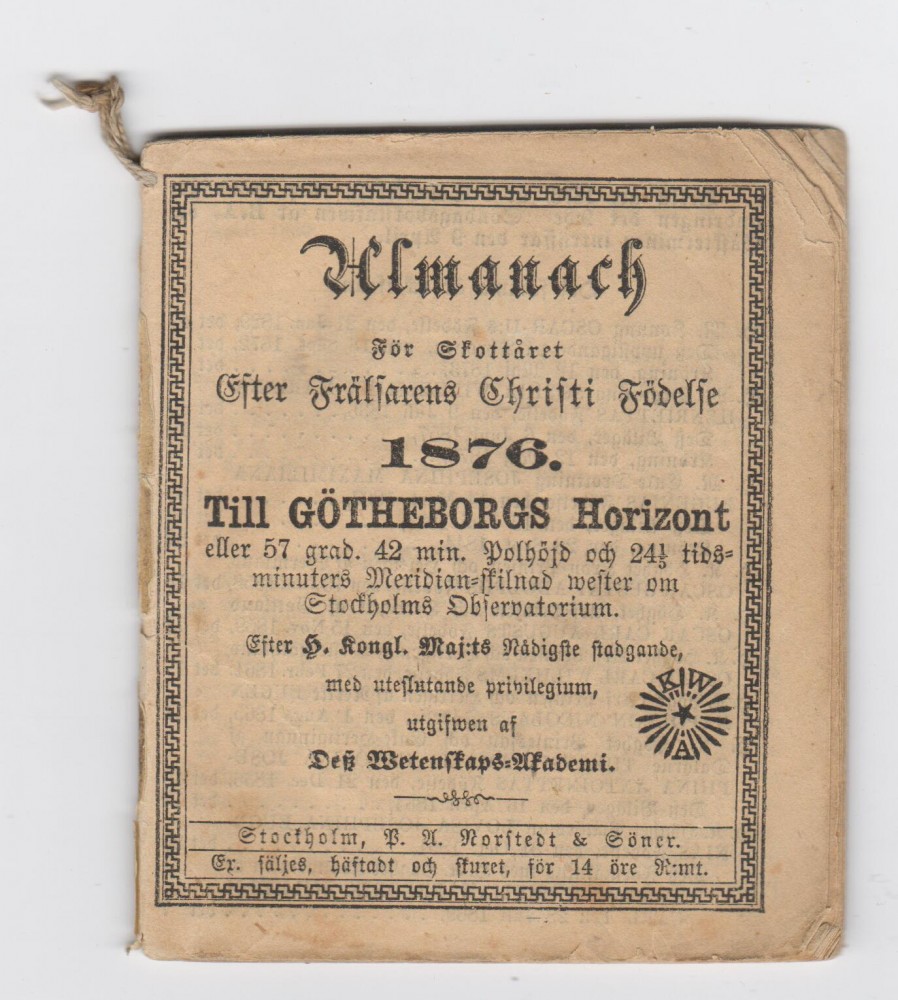 Almanach
För Skottåret
Efter Frälsarens Christi Födelse
1876.
Till GÖTHEBORGS Horizont
eller 57 grad. 42 min. Polhöjd och 24⅕ tids-
minuters Meridian-skilnad wester om
Stockholms Observatorium.
Efter H. Kongl. Maj:ts Nådigste stadgande,
med uteslutande privilegium,
utgifwen af
Deß Wetenskaps-Akademi.
K W
A
Stockholm, P. A. Norstedt & Söner.
Ex. säljes, häftadt och skuret, för 14 öre R:mt.